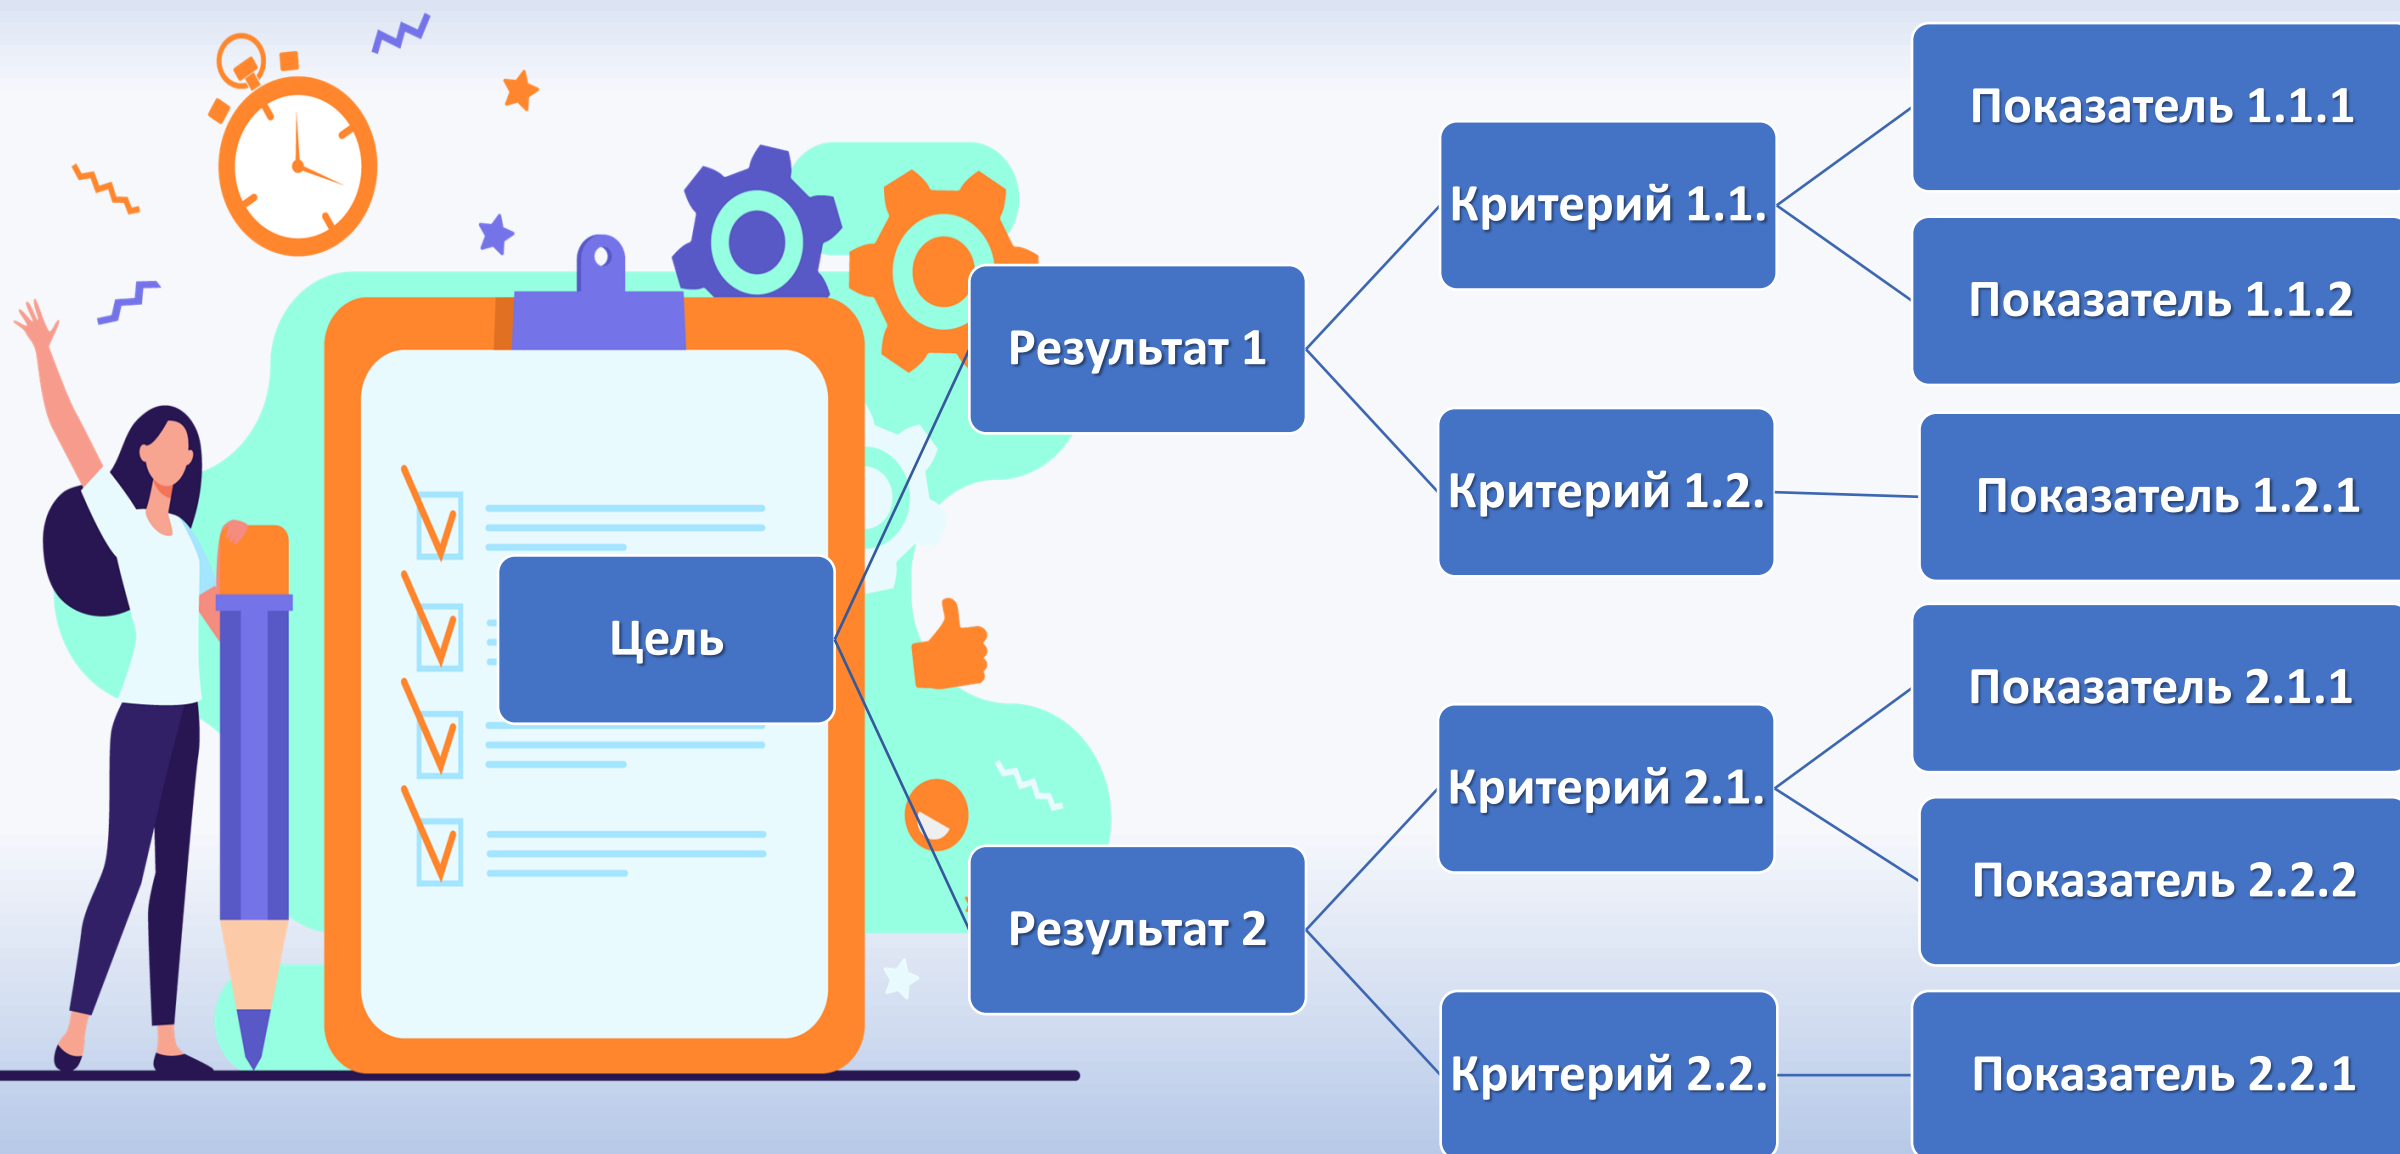 Цель
Результат 1
Критерий 1.1.
Показатель 1.1.1
Показатель 1.1.2
Критерий 1.2.
Показатель 1.2.1
Результат 2
Критерий 2.1.
Показатель 2.1.1
Показатель 2.2.2
Критерий 2.2.
Показатель 2.2.1